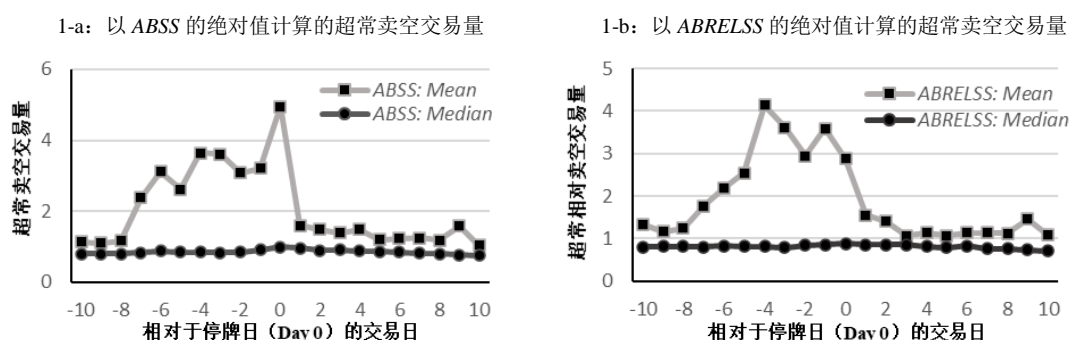 1-a：以 ABSS 的绝对值计算的超常卖空交易量
超常卖空交易量
6
4
2
0
ABSS: Mean
ABSS: Median
-10 -8 -6 -4 -2 0 2 4 6 8 10
相对于停牌日（Day 0）的交易日
1-b：以 ABRELSS 的绝对值计算的超常卖空交易量
超常相对卖空交易量
5
4
3
2
1
0
ABRELSS: Mean
ABRELSS: Median
-10 -8 -6 -4 -2 0 2 4 6 8 10
相对于停牌日（Day 0）的交易日